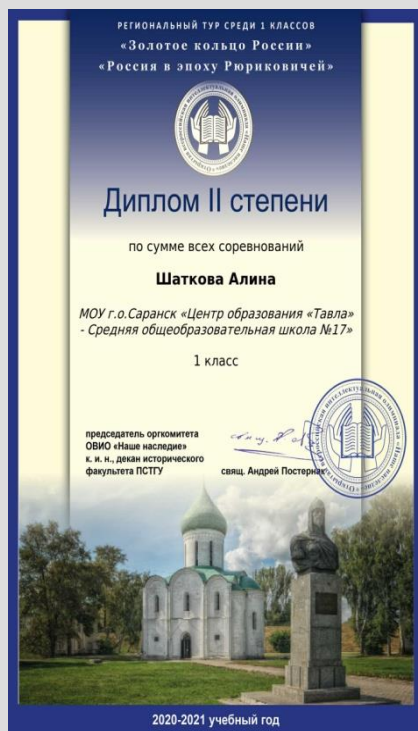 РЕГИОНАЛЬНЫЙ ТУР СРЕДИ 1 КЛАССОВ
«Золотое кольцо России»
«Россия в эпоху Рюриковичей»
Диплом II степени
по сумме всех соревнований
Шаткова Алина
МОУ г.о.Саранск «Центр образования «Тавла»
- Средняя общеобразовательная школа №17»
1 класс
председатель оргкомитета
ОВИО «Наше наследие»
к. и. н., декан исторического
факультета ПСТГУ
свящ. Андрей Постернак
2020-2021 учебный год